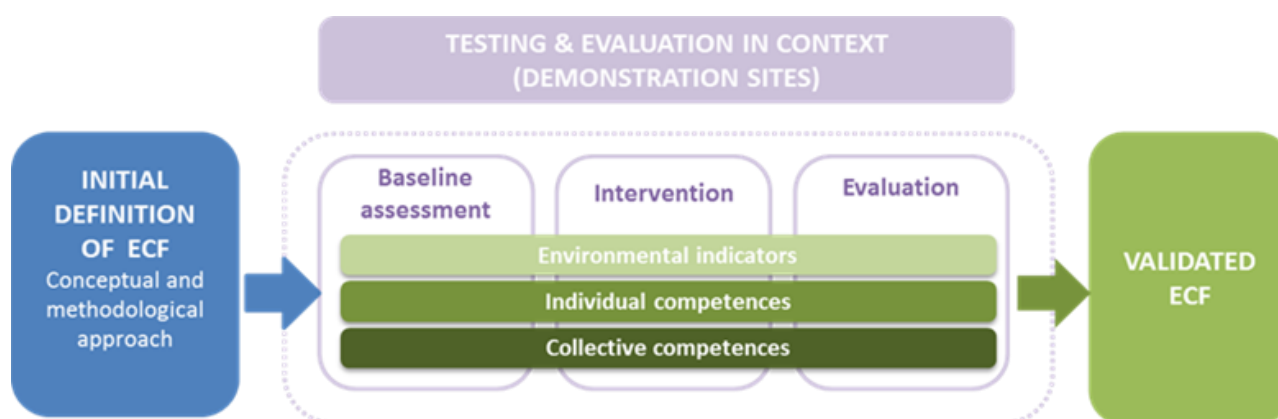 TESTING & EVALUATION IN CONTEXT
(DEMONSTRATION SITES)
INITIAL
DEFINITION
OF ECF
Conceptual and
methodological
approach
Baseline
assessment
Intervention
Evaluation
Environmental indicators
Individual competences
Collective competences
VALIDATED
ECF